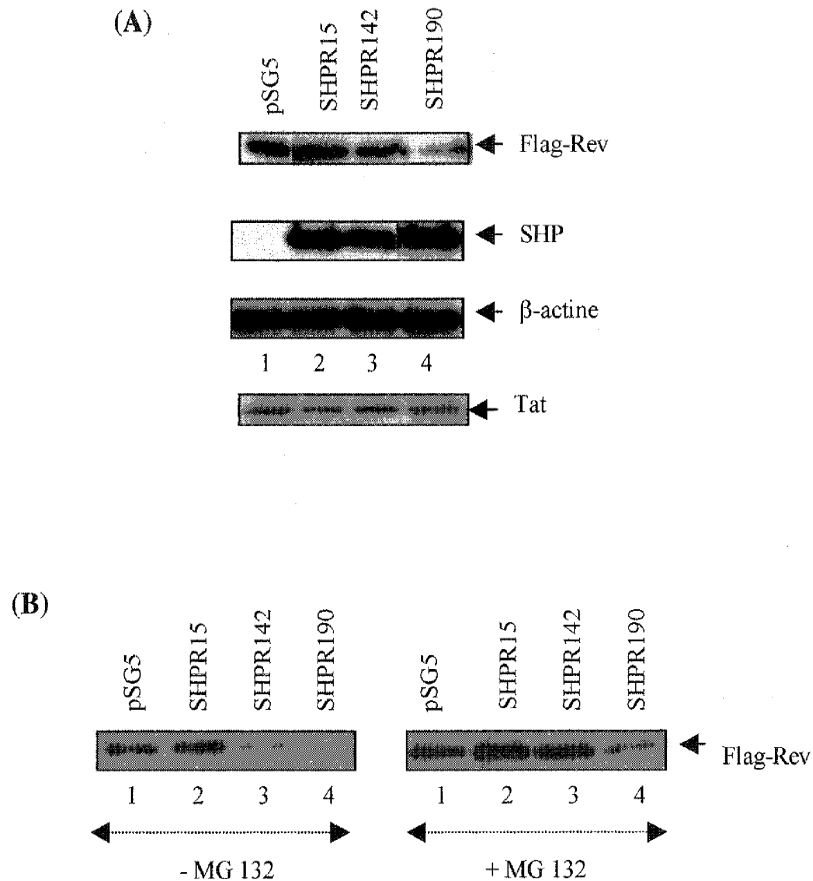 (A)
pSG5 SHPR15 SHPR142 SHPR190
Flag-Rev
SHP
β-actine
1 2 3 4
Tat
(B)
pSG5 SHPR15 SHPR142 SHPR190 pSG5 SHPR15 SHPR142 SHPR190
Flag-Rev
1 2 3 4 1 2 3 4
- MG 132 + MG 132